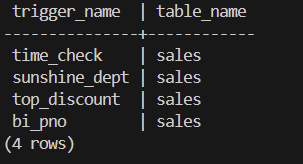 trigger_name  | table_name
---------------+------------
 time_check    | sales
 sunshine_dept | sales
 top_discount  | sales
 bi_pno        | sales
(4 rows)